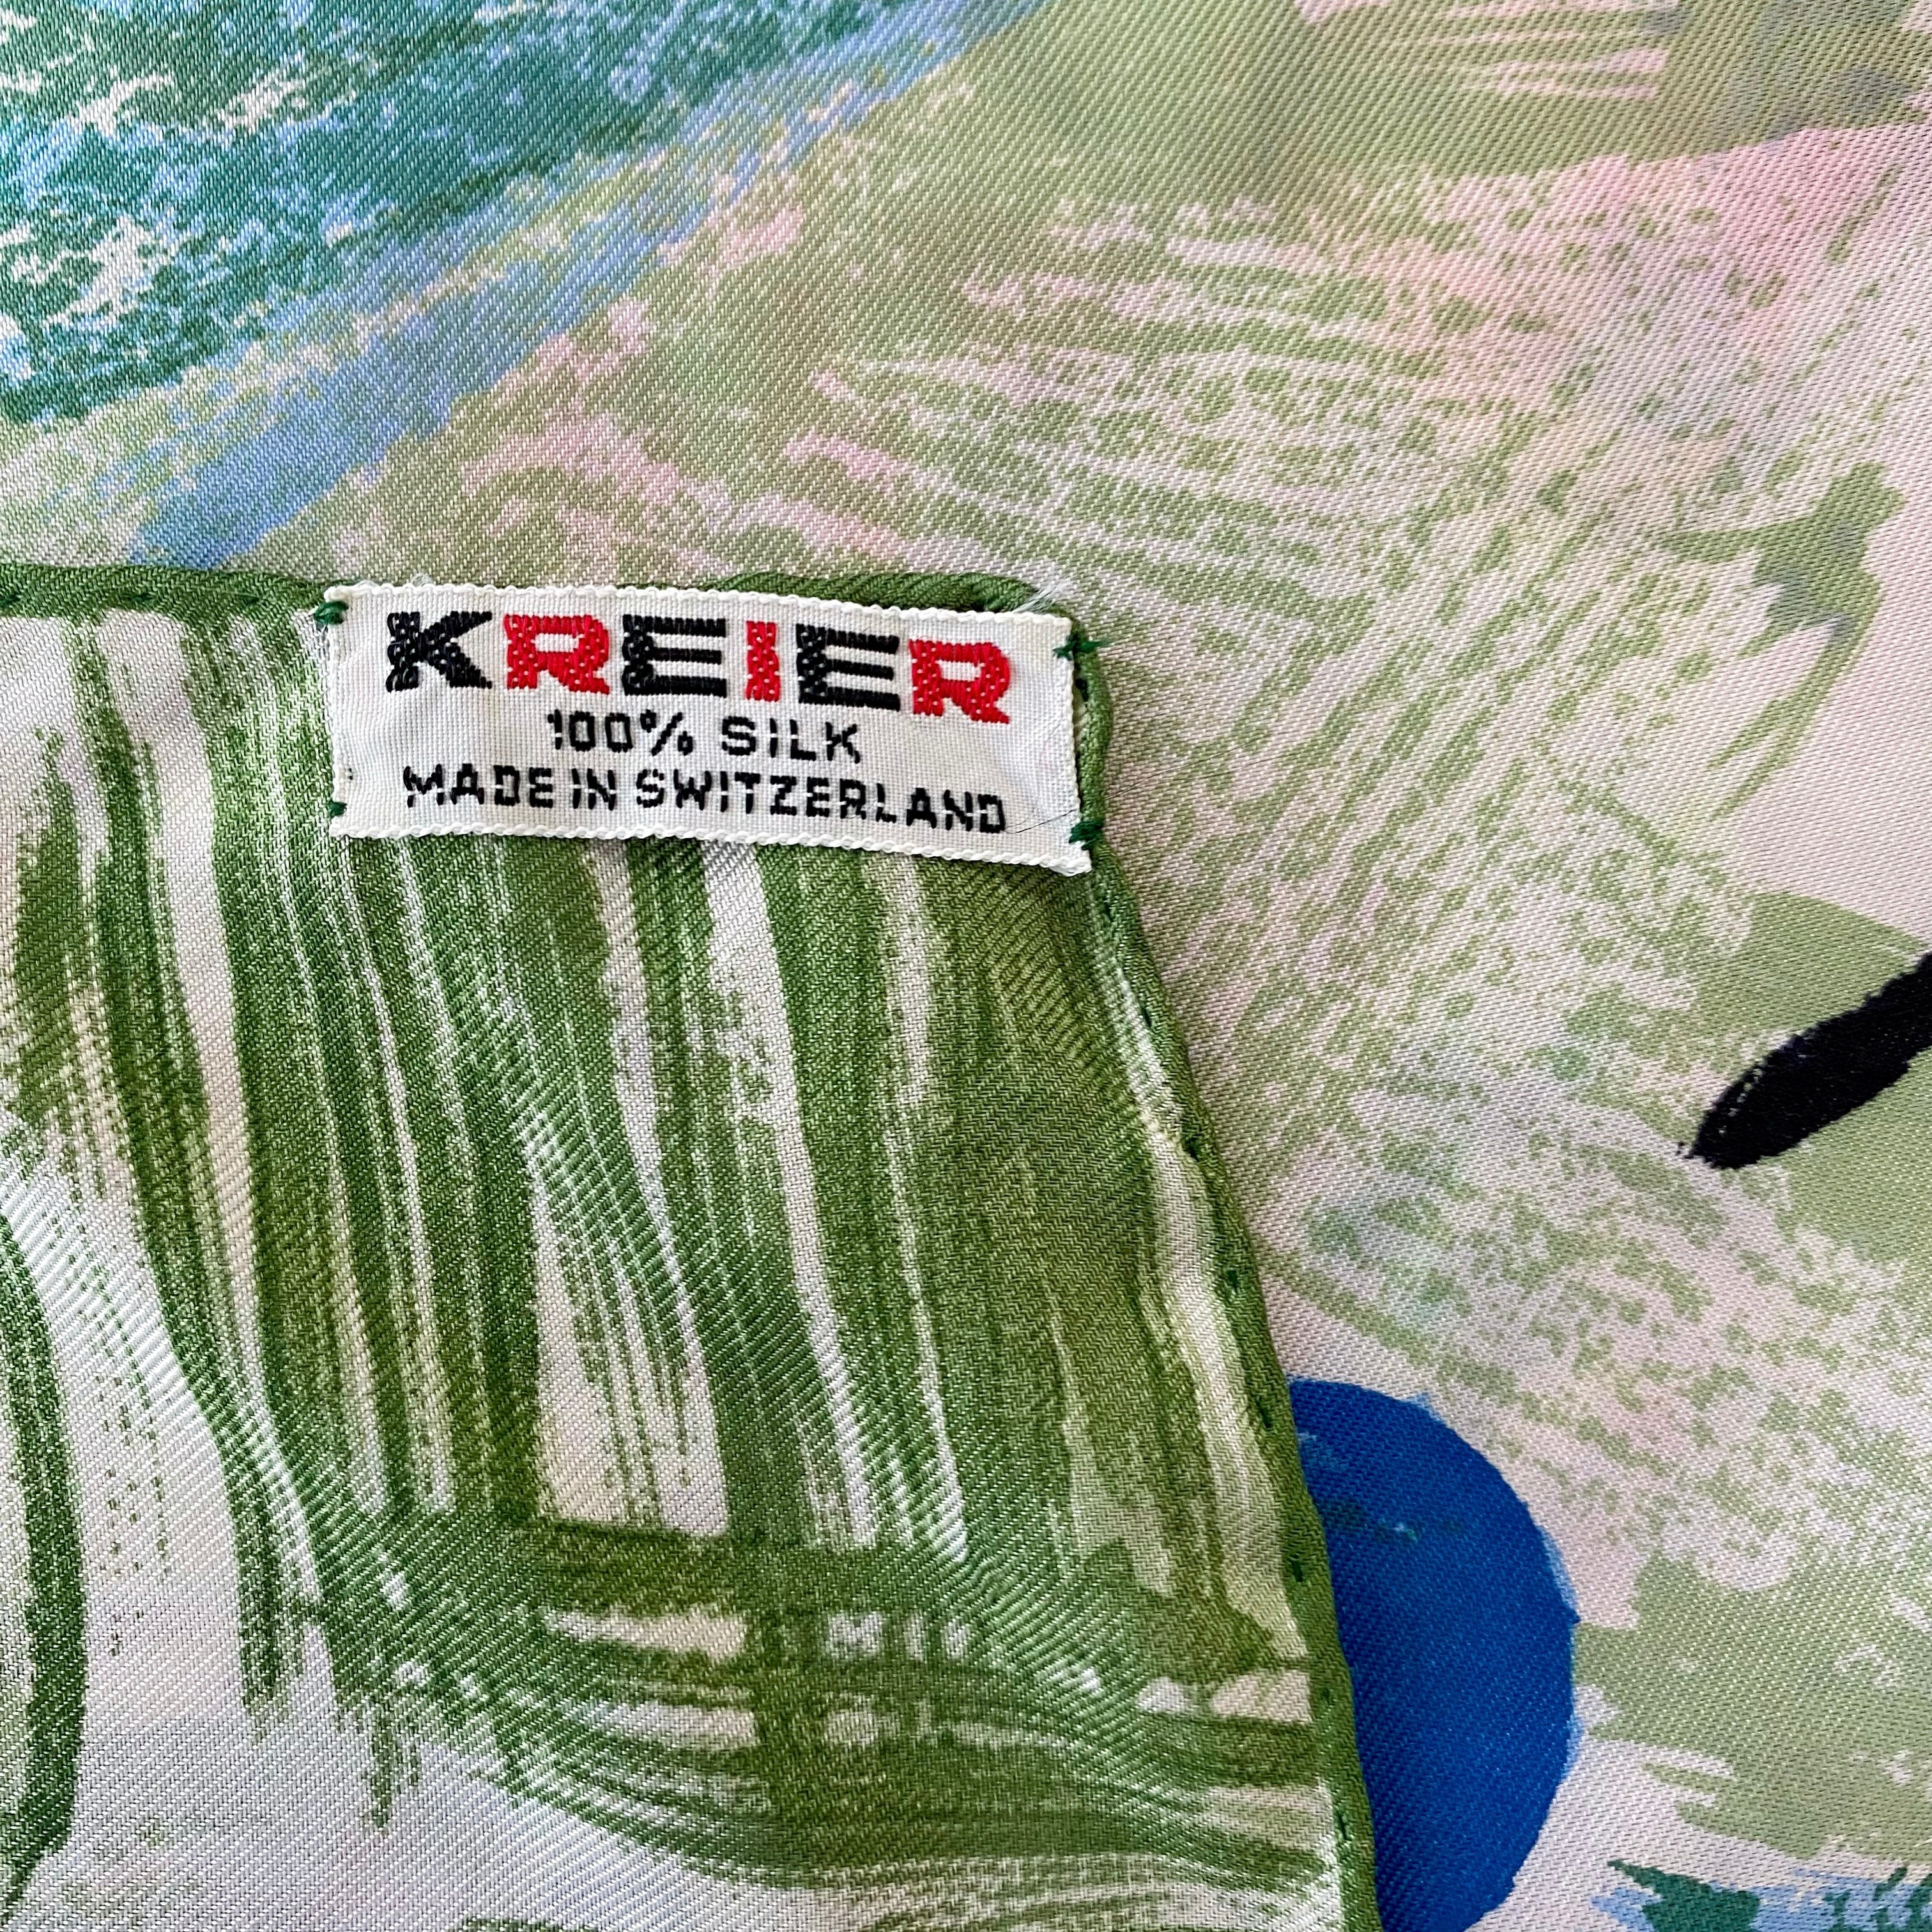 KREIER
100% SILK
MADE IN SWITZERLAND